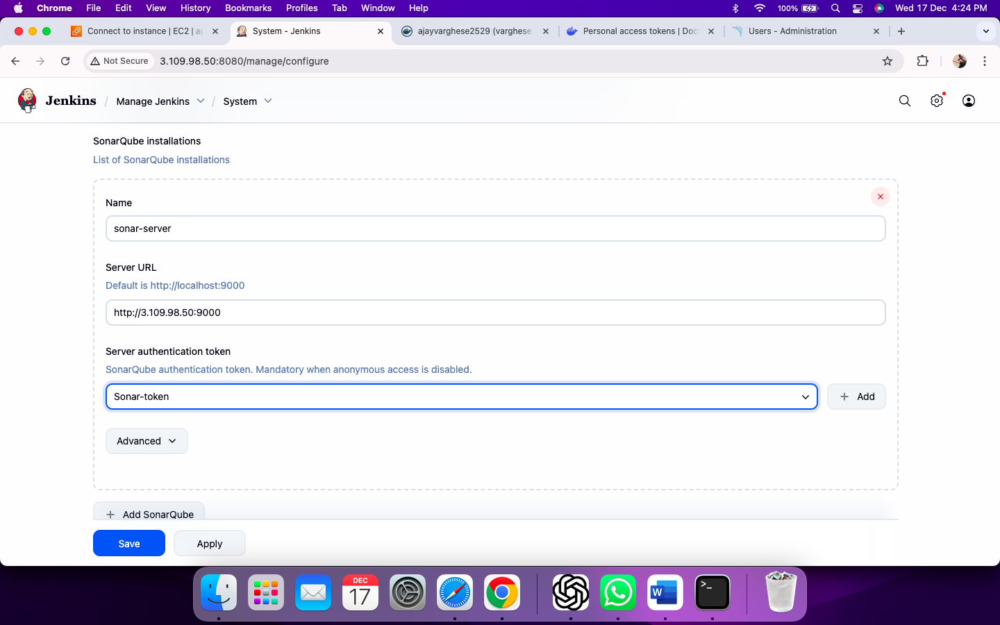 Chrome File Edit View History Bookmarks Profiles Tab Window Help 100% Wed 17 Dec 4:24 PM
Connect to instance | EC2 | ap System - Jenkins ajayvarghese2529 (varghese. Personal access tokens | Doc Users - Administration
Not Secure 3.109.98.50:8080/manage/configure
Jenkins / Manage Jenkins / System
SonarQube installations
List of SonarQube installations
Name
sonar-server
Server URL
Default is http://localhost:9000
http://3.109.98.50:9000
Server authentication token
SonarQube authentication token. Mandatory when anonymous access is disabled.
Sonar-token
+ Add
Advanced
+ Add SonarQube
Save Apply
DEC
17
W
>_